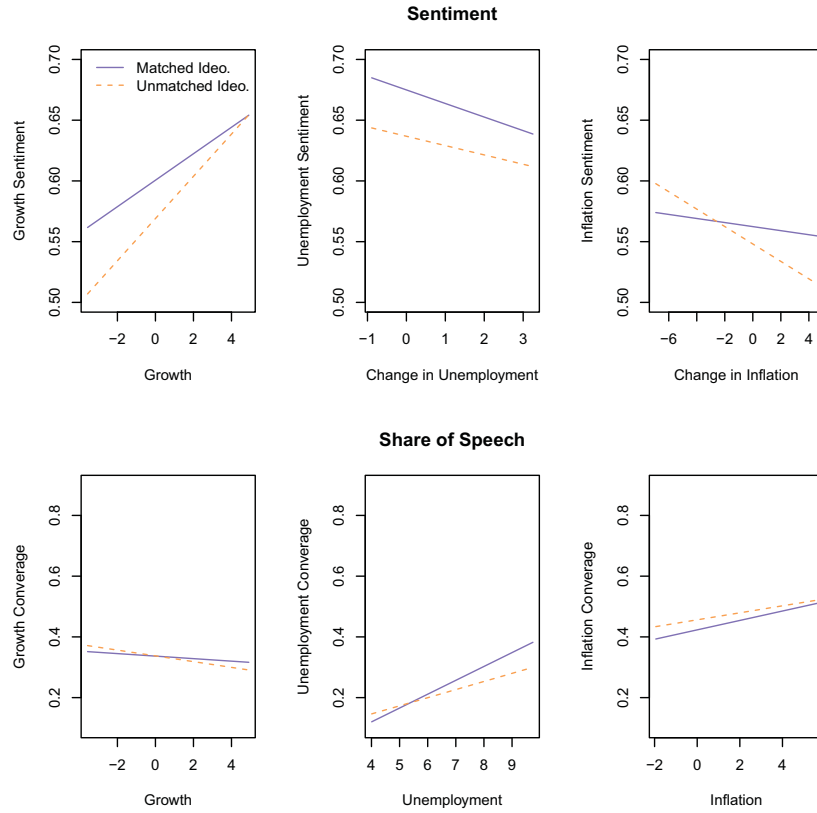 Sentiment
Growth Sentiment
0.50 0.55 0.60 0.65 0.70
Matched Ideo.
Unmatched Ideo.
−2 0 2 4
Growth
Unemployment Sentiment
0.50 0.55 0.60 0.65 0.70
−1 0 1 2 3
Change in Unemployment
Inflation Sentiment
0.50 0.55 0.60 0.65 0.70
−6 −2 0 2 4
Change in Inflation
Share of Speech
Growth Converage
0.2 0.4 0.6 0.8
−2 0 2 4
Growth
Unemployment Converage
0.2 0.4 0.6 0.8
4 5 6 7 8 9
Unemployment
Inflation Converage
0.2 0.4 0.6 0.8
−2 0 2 4
Inflation